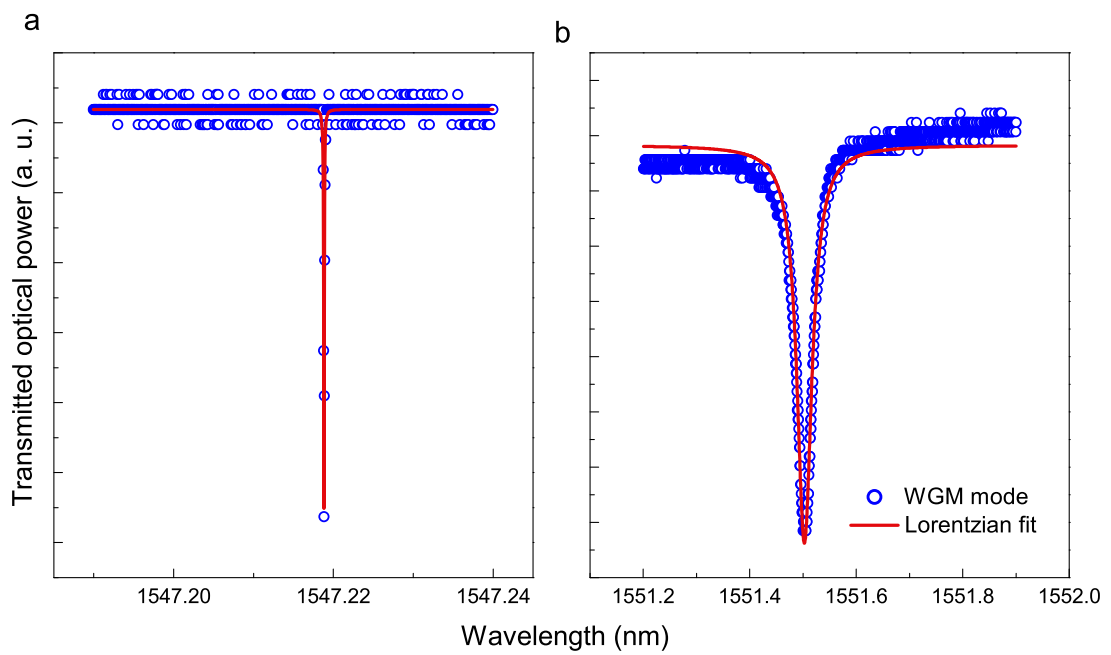 a
b
Transmitted optical power (a. u.)
WGM mode
Lorentzian fit
1547.20 1547.22 1547.24
1551.2 1551.4 1551.6 1551.8 1552.0
Wavelength (nm)